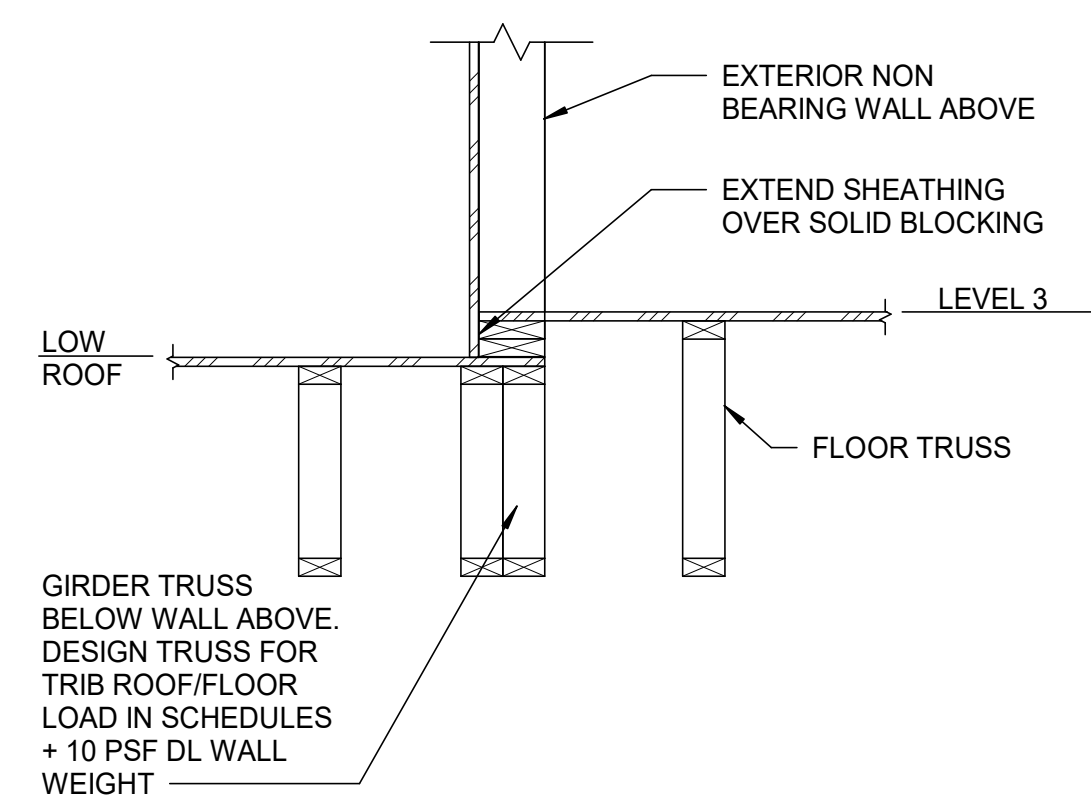 EXTERIOR NON
BEARING WALL ABOVE
EXTEND SHEATHING
OVER SOLID BLOCKING
LEVEL 3
LOW
ROOF
FLOOR TRUSS
GIRDER TRUSS
BELOW WALL ABOVE.
DESIGN TRUSS FOR
TRIB ROOF/FLOOR
LOAD IN SCHEDULES
+ 10 PSF DL WALL
WEIGHT